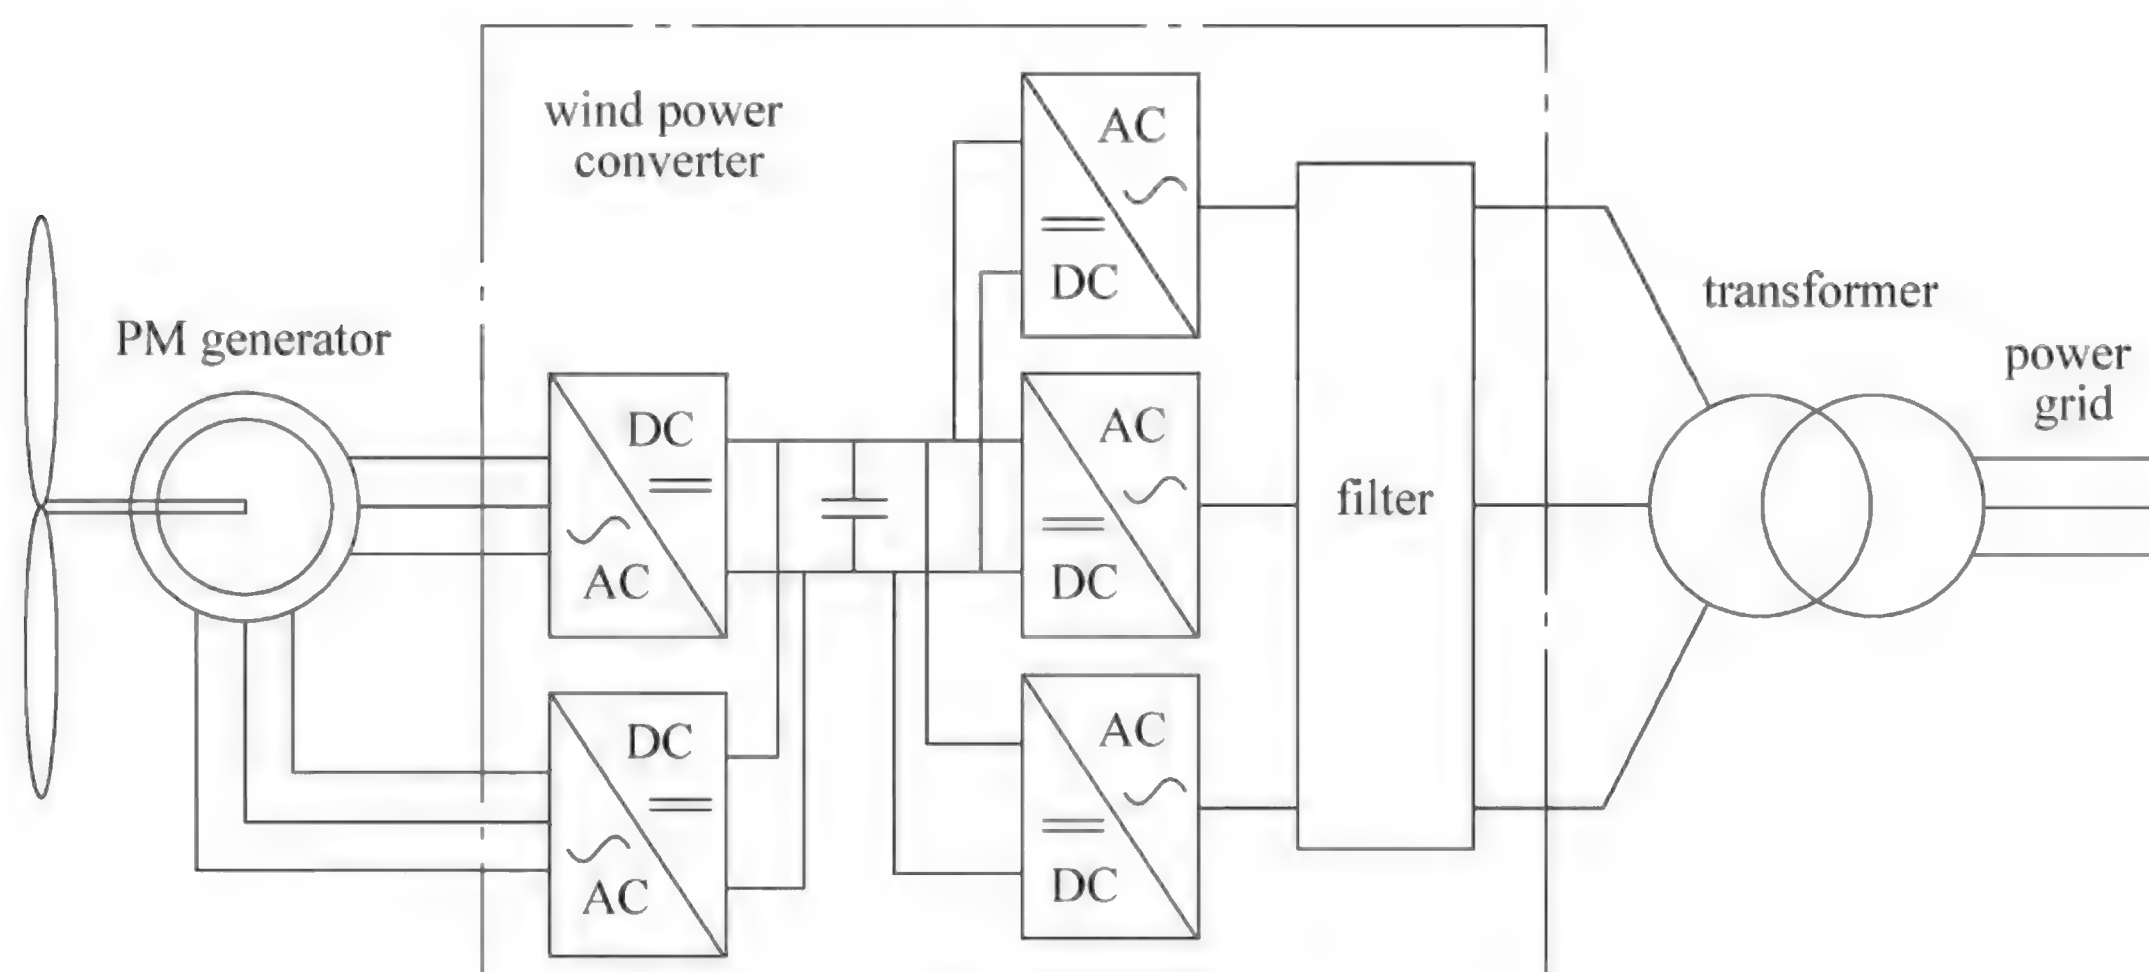 wind power
converter
AC
DC
PM generator
transformer
power
grid
DC
AC
AC
DC
filter
DC
AC
AC
DC